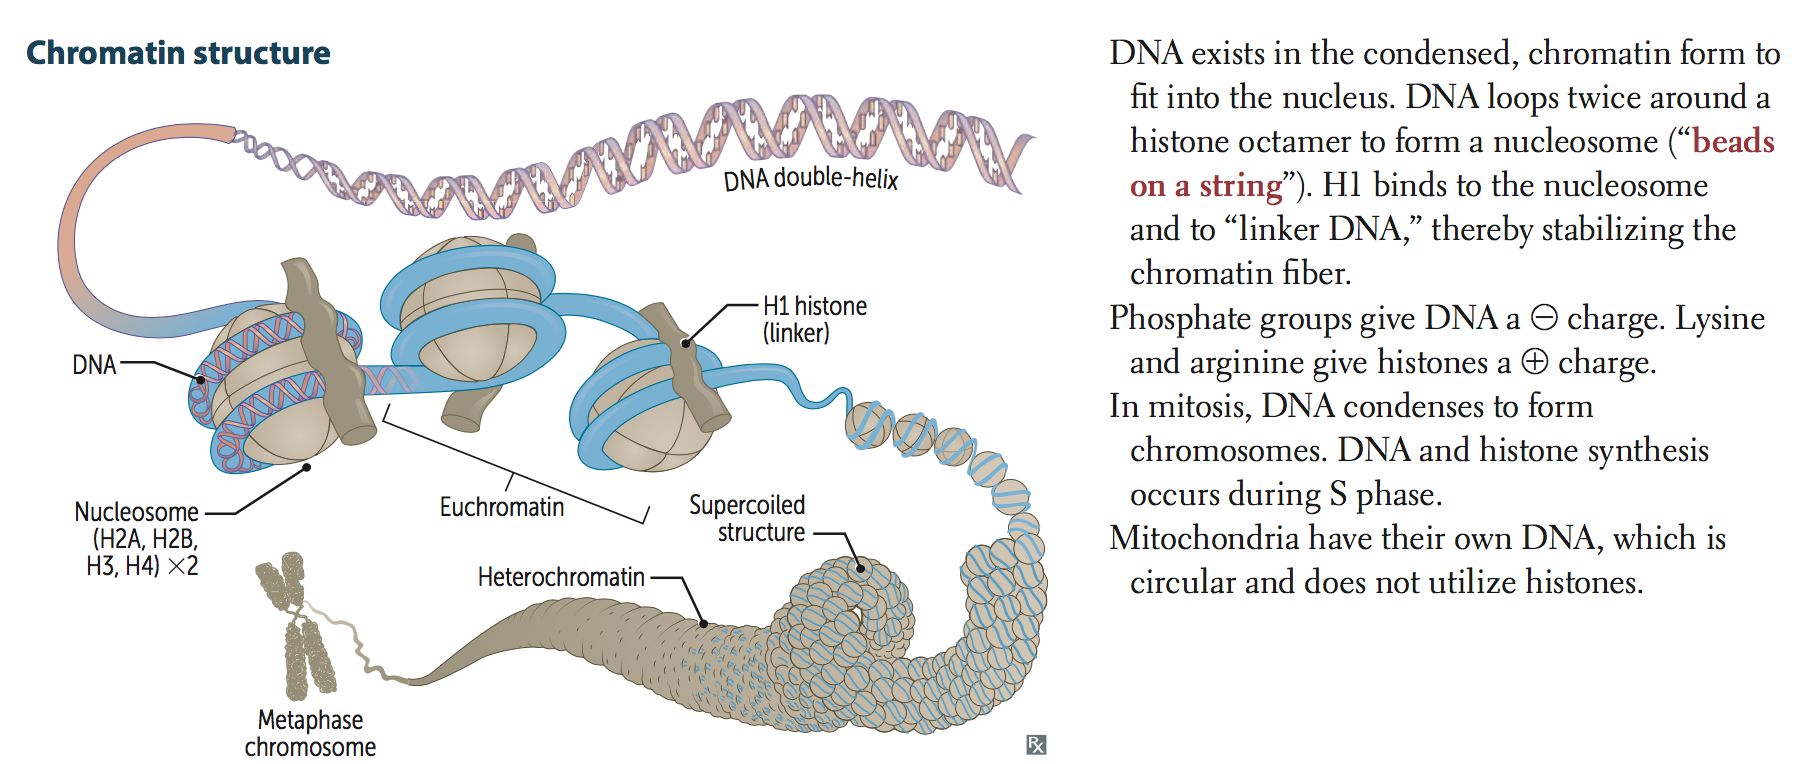 Chromatin structure
DNA double-helix
H1 histone
(linker)
DNA
Euchromatin
Nucleosome
(H2A, H2B,
H3, H4) ×2
Supercoiled
structure
Heterochromatin
Metaphase
chromosome
Rx
DNA exists in the condensed, chromatin form to
fit into the nucleus. DNA loops twice around a
histone octamer to form a nucleosome (“beads
on a string”). H1 binds to the nucleosome
and to “linker DNA,” thereby stabilizing the
chromatin fiber.
Phosphate groups give DNA a ⊖ charge. Lysine
and arginine give histones a ⊕ charge.
In mitosis, DNA condenses to form
chromosomes. DNA and histone synthesis
occurs during S phase.
Mitochondria have their own DNA, which is
circular and does not utilize histones.